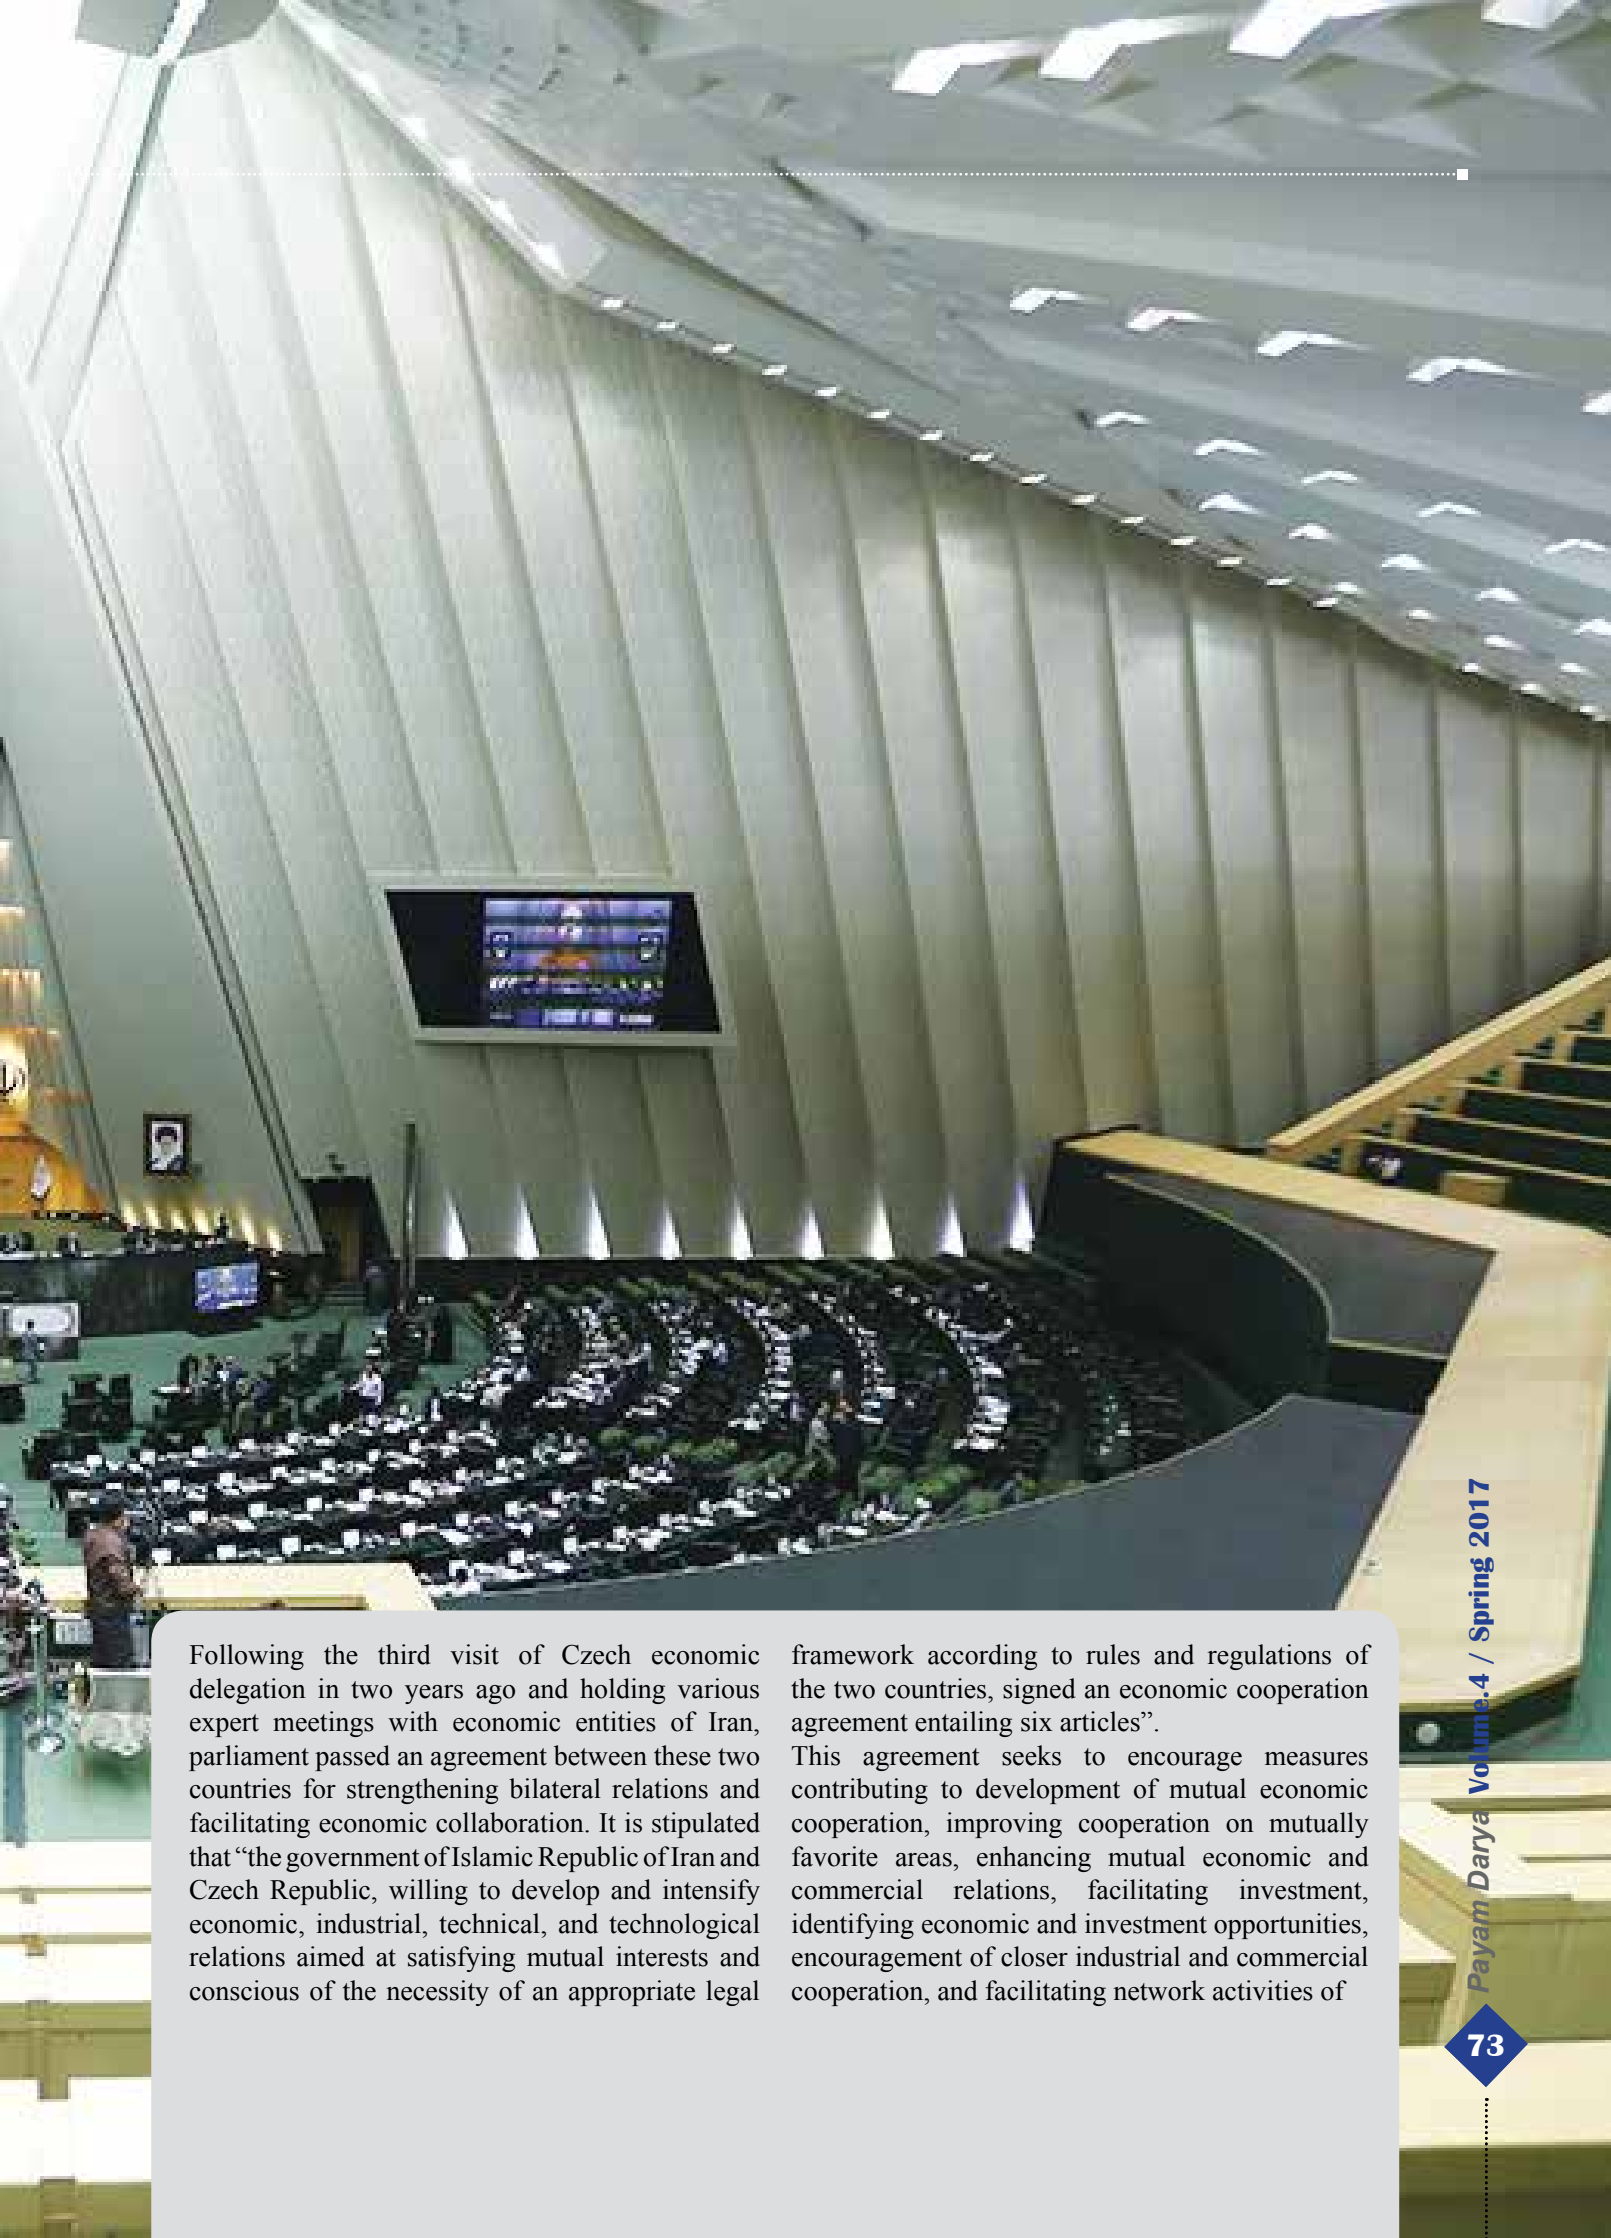 Following the third visit of Czech economic
delegation in two years ago and holding various
expert meetings with economic entities of Iran,
parliament passed an agreement between these two
countries for strengthening bilateral relations and
facilitating economic collaboration. It is stipulated
that “the government of Islamic Republic of Iran and
Czech Republic, willing to develop and intensify
economic, industrial, technical, and technological
relations aimed at satisfying mutual interests and
conscious of the necessity of an appropriate legal
framework according to rules and regulations of
the two countries, signed an economic cooperation
agreement entailing six articles”.
This agreement seeks to encourage measures
contributing to development of mutual economic
cooperation, improving cooperation on mutually
favorite areas, enhancing mutual economic and
commercial relations, facilitating investment,
identifying economic and investment opportunities,
encouragement of closer industrial and commercial
cooperation, and facilitating network activities of
Payam Darya Volume.4 / Spring 2017
73